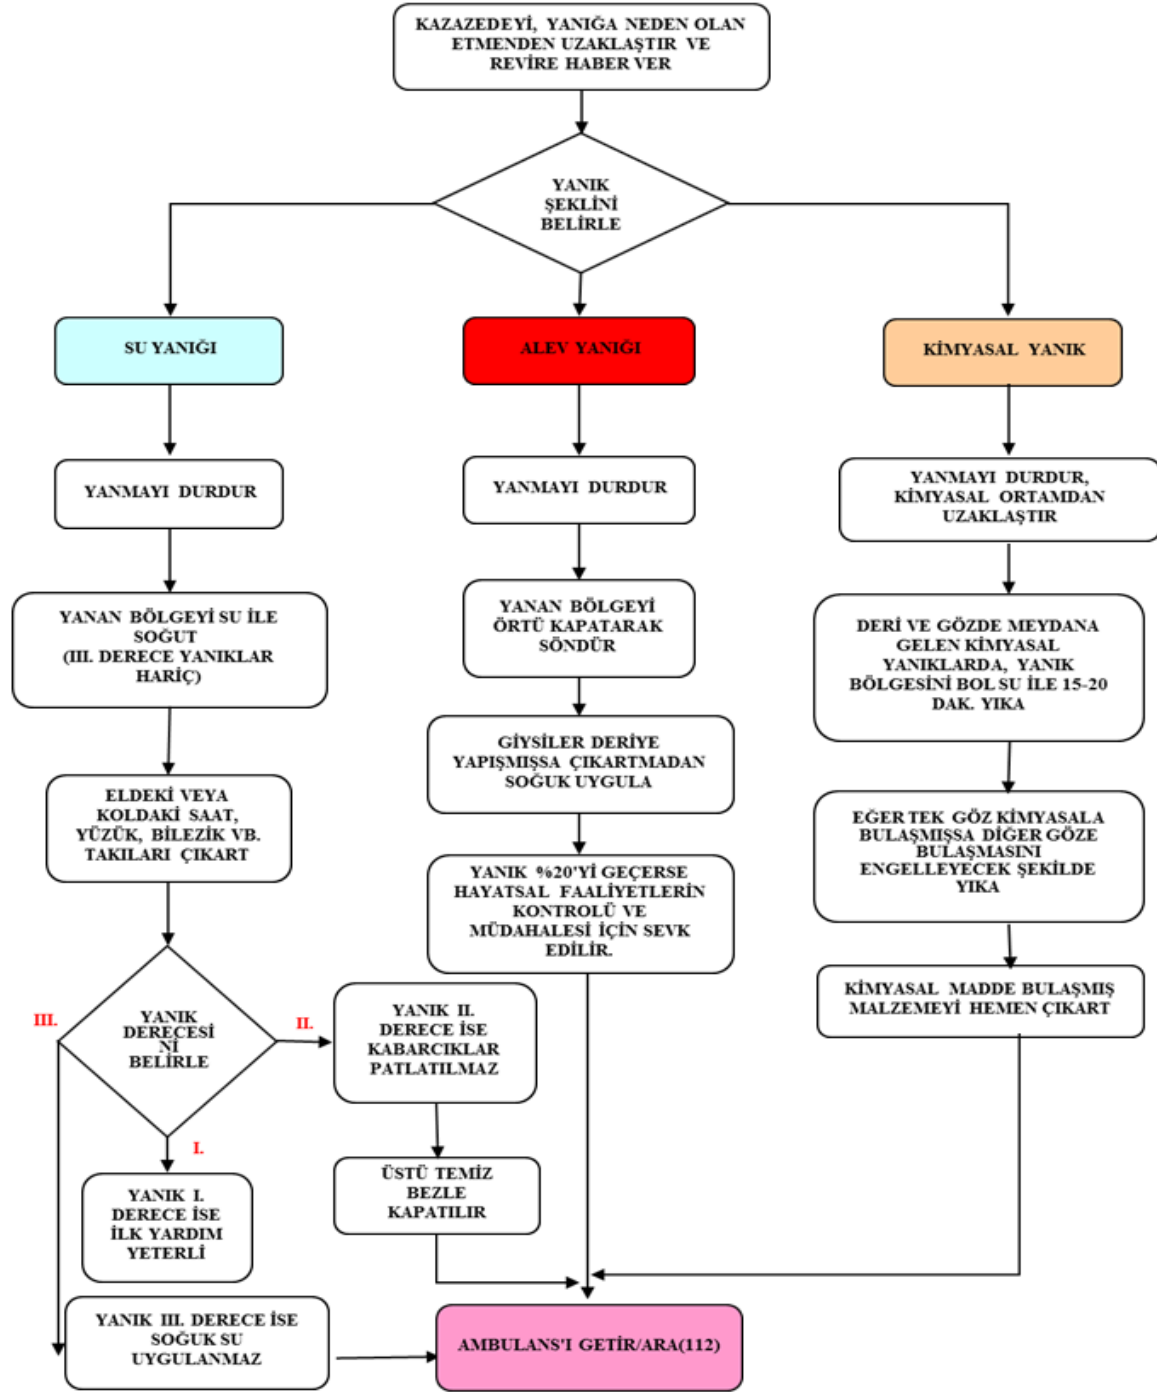 KAZAZEDEYİ, YANIĞA NEDEN OLAN
ETMENDEN UZAKLAŞTIR VE
REVİRE HABER VER
YANIK
ŞEKLİNİ
BELİRLE
SU YANIĞI
ALEV YANIĞI
KİMYASAL YANIK
YANMAYI DURDUR
YANMAYI DURDUR
YANMAYI DURDUR,
KİMYASAL ORTAMDAN
UZAKLAŞTIR
YANAN BÖLGEYİ SU İLE
SOĞUT
(III. DERECE YANIKLAR
HARİÇ)
YANAN BÖLGEYİ
ÖRTÜ KAPATARAK
SÖNDÜR
DERİ VE GÖZDE MEYDANA
GELEN KİMYASAL
YANIKLARDA, YANIK
BÖLGESİNİ BOL SU İLE 15-20
DAK. YIKA
GİYSİLER DERİYE
YAPIŞMIŞSA ÇIKARTMADAN
SOĞUK UYGULA
ELDEKİ VEYA
KOLDAKİ SAAT,
YÜZÜK, BİLEZİK VB.
TAKILARI ÇIKART
EĞER TEK GÖZ KİMYASALA
BULAŞMIŞSA DİĞER GÖZE
BULAŞMASINI
ENGELLEYECEK ŞEKİLDE
YIKA
YANIK %20'Yİ GEÇERSE
HAYATSAL FAALİYETLERİN
KONTROLÜ VE
MÜDAHALESİ İÇİN SEVK
EDİLİR.
KİMYASAL MADDE BULAŞMIŞ
MALZEMEYİ HEMEN ÇIKART
III.
YANIK
DERECESİ
Nİ
BELİRLE
II.
YANIK II.
DERECE İSE
KABARCIKLAR
PATLATILMAZ
I.
YANIK I.
DERECE İSE
İLK YARDIM
YETERLİ
ÜSTÜ TEMİZ
BEZLE
KAPATILIR
YANIK III. DERECE İSE
SOĞUK SU
UYGULANMAZ
AMBULANS'I GETİR/ARA(112)